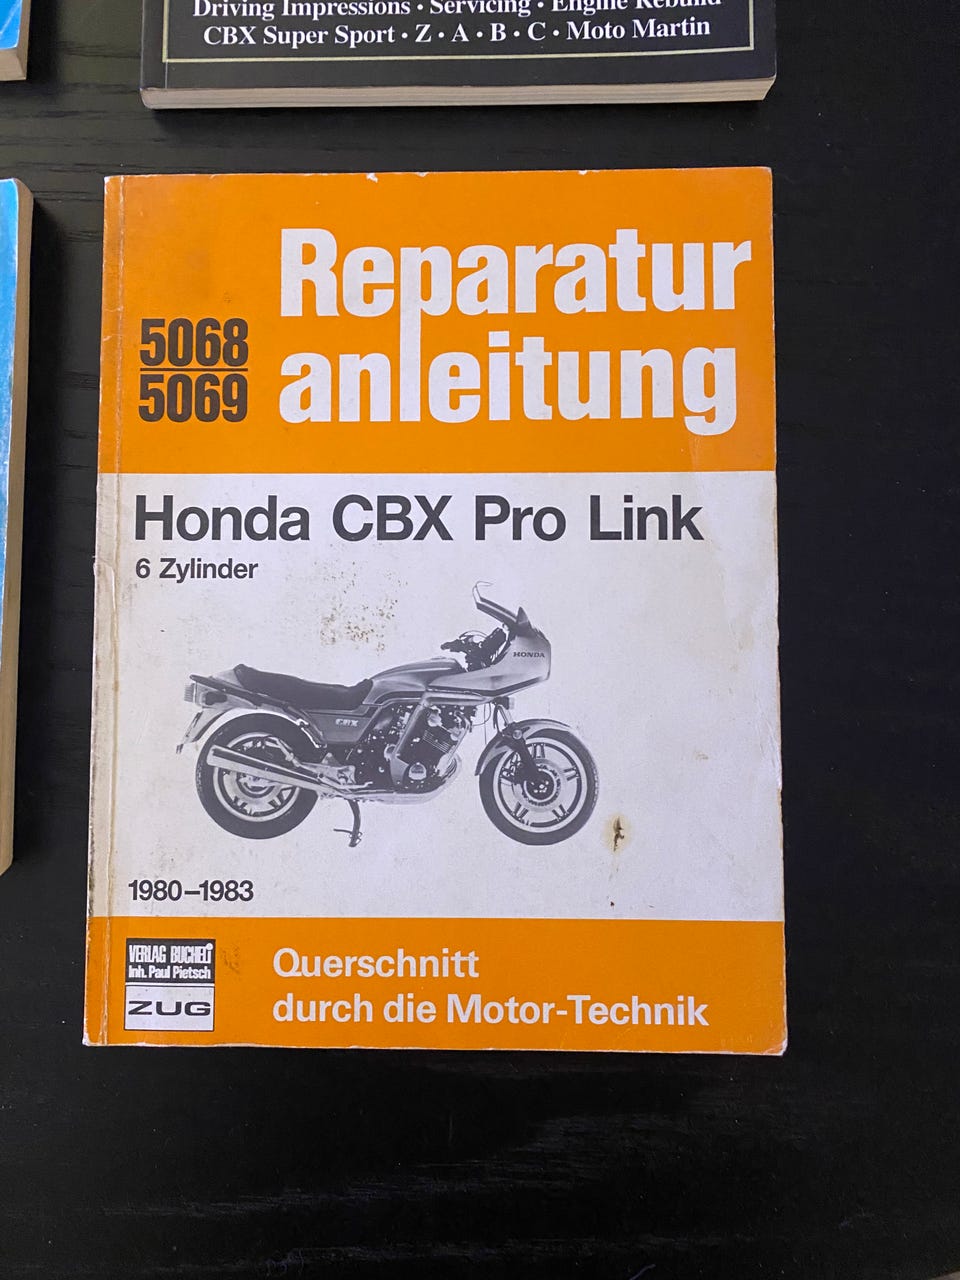 Driving Impressions • Servicing • Engine Rebuild
CBX Super Sport • Z • A • B • C • Moto Martin
Reparatur
anleitung
5068
5069
Honda CBX Pro Link
6 Zylinder
HONDA
CBX
1980–1983
VERLAG BUCHELI
Inh. Paul Pietsch
ZUG
Querschnitt
durch die Motor-Technik